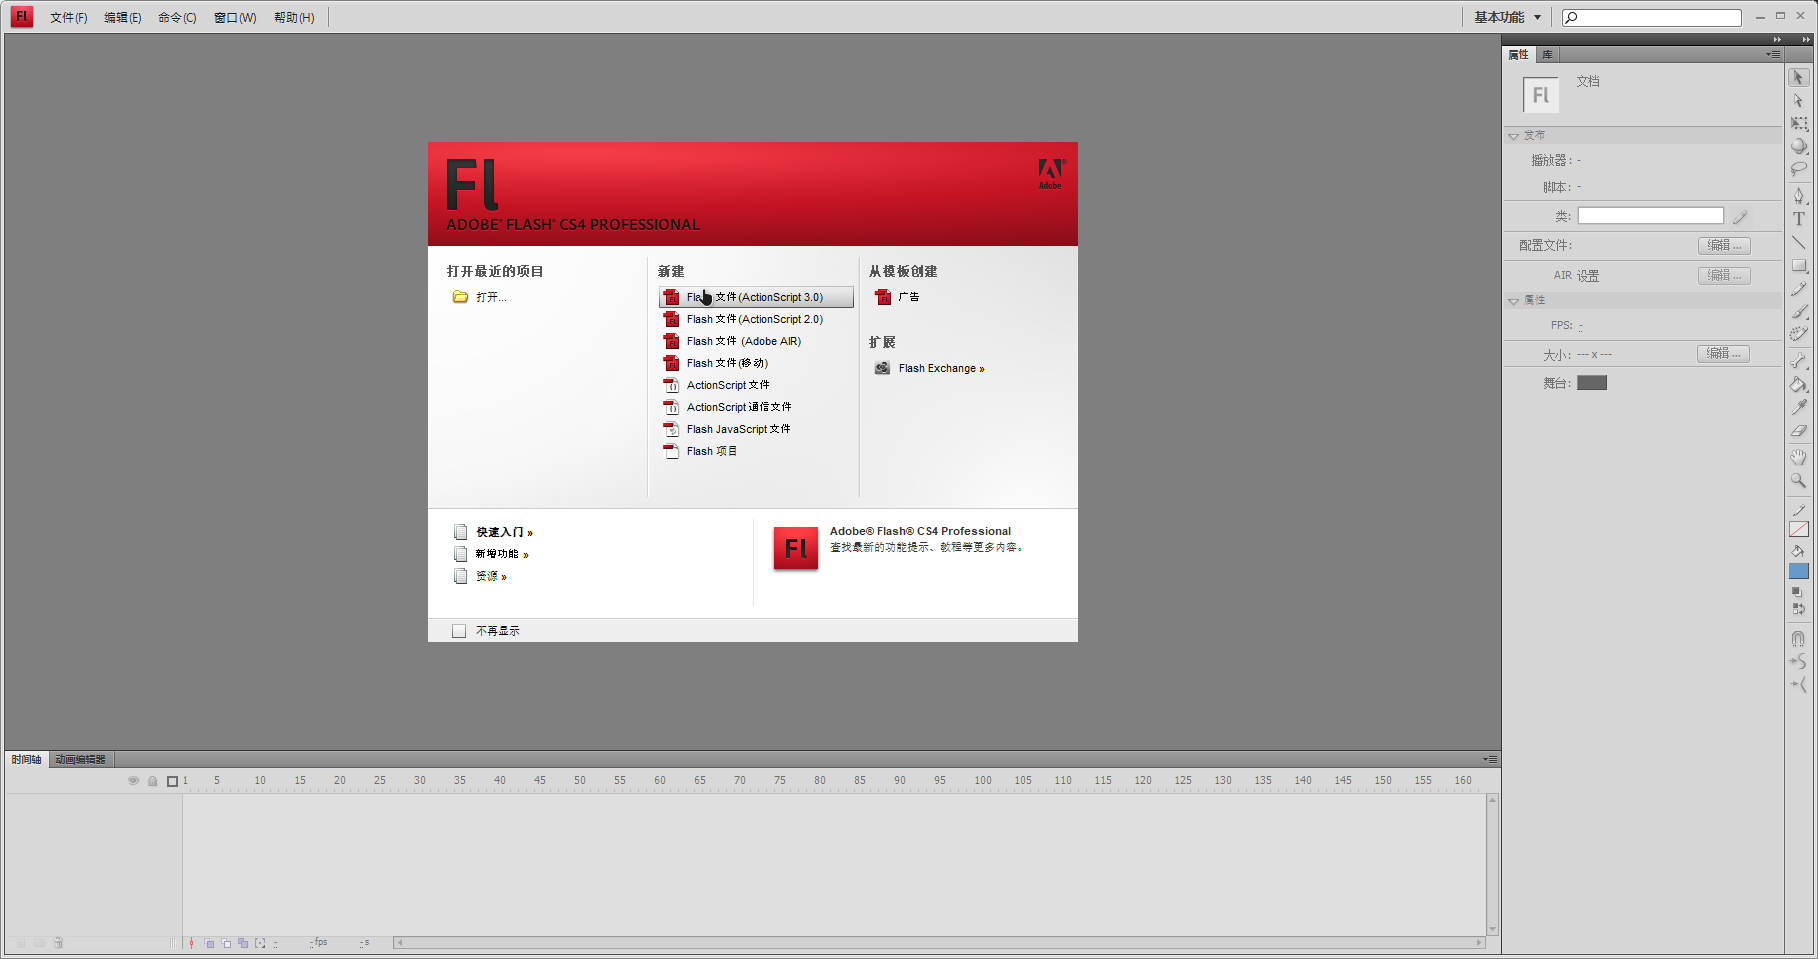 Fl 文件(F) 编辑(E) 命令(C) 窗口(W) 帮助(H) 基本功能
属性 库
Fl 文档
发布
播放器: -
脚本: -
类:
配置文件: 编辑...
AIR 设置 编辑...
属性
FPS: -
大小: --- x --- 编辑...
舞台:
Fl
Adobe
ADOBE® FLASH® CS4 PROFESSIONAL
打开最近的项目
打开...
新建
Flash 文件(ActionScript 3.0)
Flash 文件(ActionScript 2.0)
Flash 文件 (Adobe AIR)
Flash 文件(移动)
ActionScript 文件
ActionScript 通信文件
Flash JavaScript 文件
Flash 项目
从模板创建
广告
扩展
Flash Exchange »
快速入门 »
新增功能 »
资源 »
Fl
Adobe® Flash® CS4 Professional
查找最新的功能提示、教程等更多内容。
不再显示
时间轴 动画编辑器
1 5 10 15 20 25 30 35 40 45 50 55 60 65 70 75 80 85 90 95 100 105 110 115 120 125 130 135 140 145 150 155 160
- -fps -s